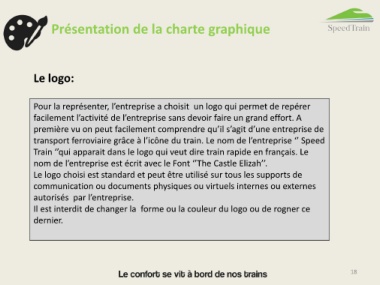 Présentation de la charte graphique
SpeedTrain
Le logo:
Pour la représenter, l'entreprise a choisit un logo qui permet de repérer
facilement l'activité de l'entreprise sans devoir faire un grand effort. A
première vu on peut facilement comprendre qu'il s'agit d'une entreprise de
transport ferroviaire grâce à l'icône du train. Le nom de l'entreprise '' Speed
Train ''qui apparait dans le logo qui veut dire train rapide en français. Le
nom de l'entreprise est écrit avec le Font ''The Castle Elizah''.
Le logo choisi est standard et peut être utilisé sur tous les supports de
communication ou documents physiques ou virtuels internes ou externes
autorisés par l'entreprise.
Il est interdit de changer la forme ou la couleur du logo ou de rogner ce
dernier.
Le confort se vit à bord de nos trains
18